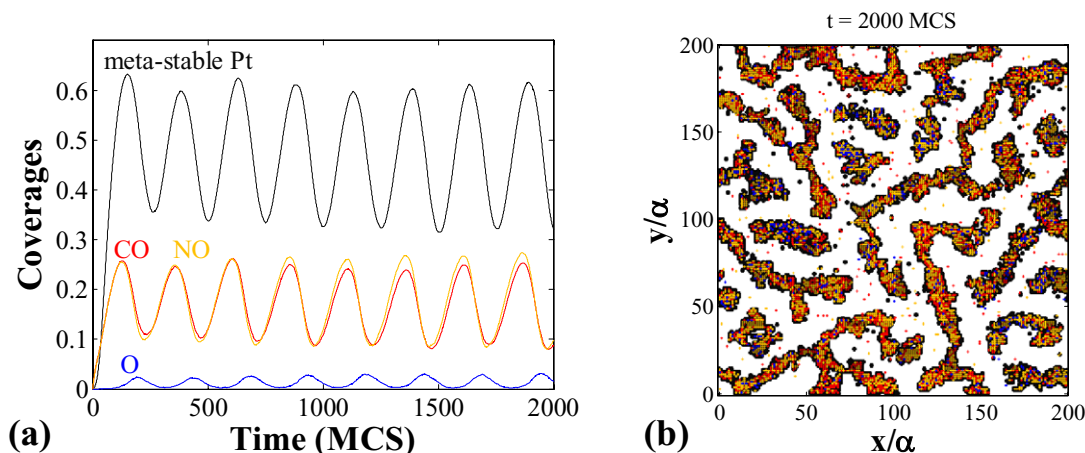 meta-stable Pt
Coverages
0.6
0.5
0.4
0.3
0.2
0.1
0
CO
NO
O
0
500
1000
1500
2000
Time (MCS)
(a)
t = 2000 MCS
y/α
200
150
100
50
0
0
50
100
150
200
x/α
(b)